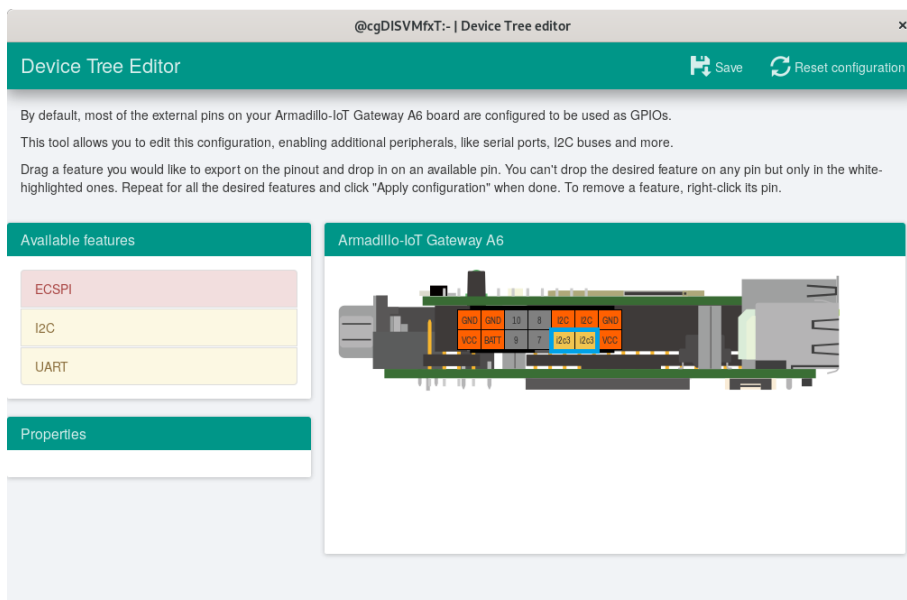 @cgDISVMfxT:- | Device Tree editor
×
Device Tree Editor
Save
Reset configuration
By default, most of the external pins on your Armadillo-IoT Gateway A6 board are configured to be used as GPIOs.
This tool allows you to edit this configuration, enabling additional peripherals, like serial ports, I2C buses and more.
Drag a feature you would like to export on the pinout and drop in on an available pin. You can't drop the desired feature on any pin but only in the white-
highlighted ones. Repeat for all the desired features and click "Apply configuration" when done. To remove a feature, right-click its pin.
Available features
ECSPI
I2C
UART
Properties
Armadillo-IoT Gateway A6
GND GND 10 8 I2C I2C GND
VCC BATT 9 7 i2c3 i2c3 VCC